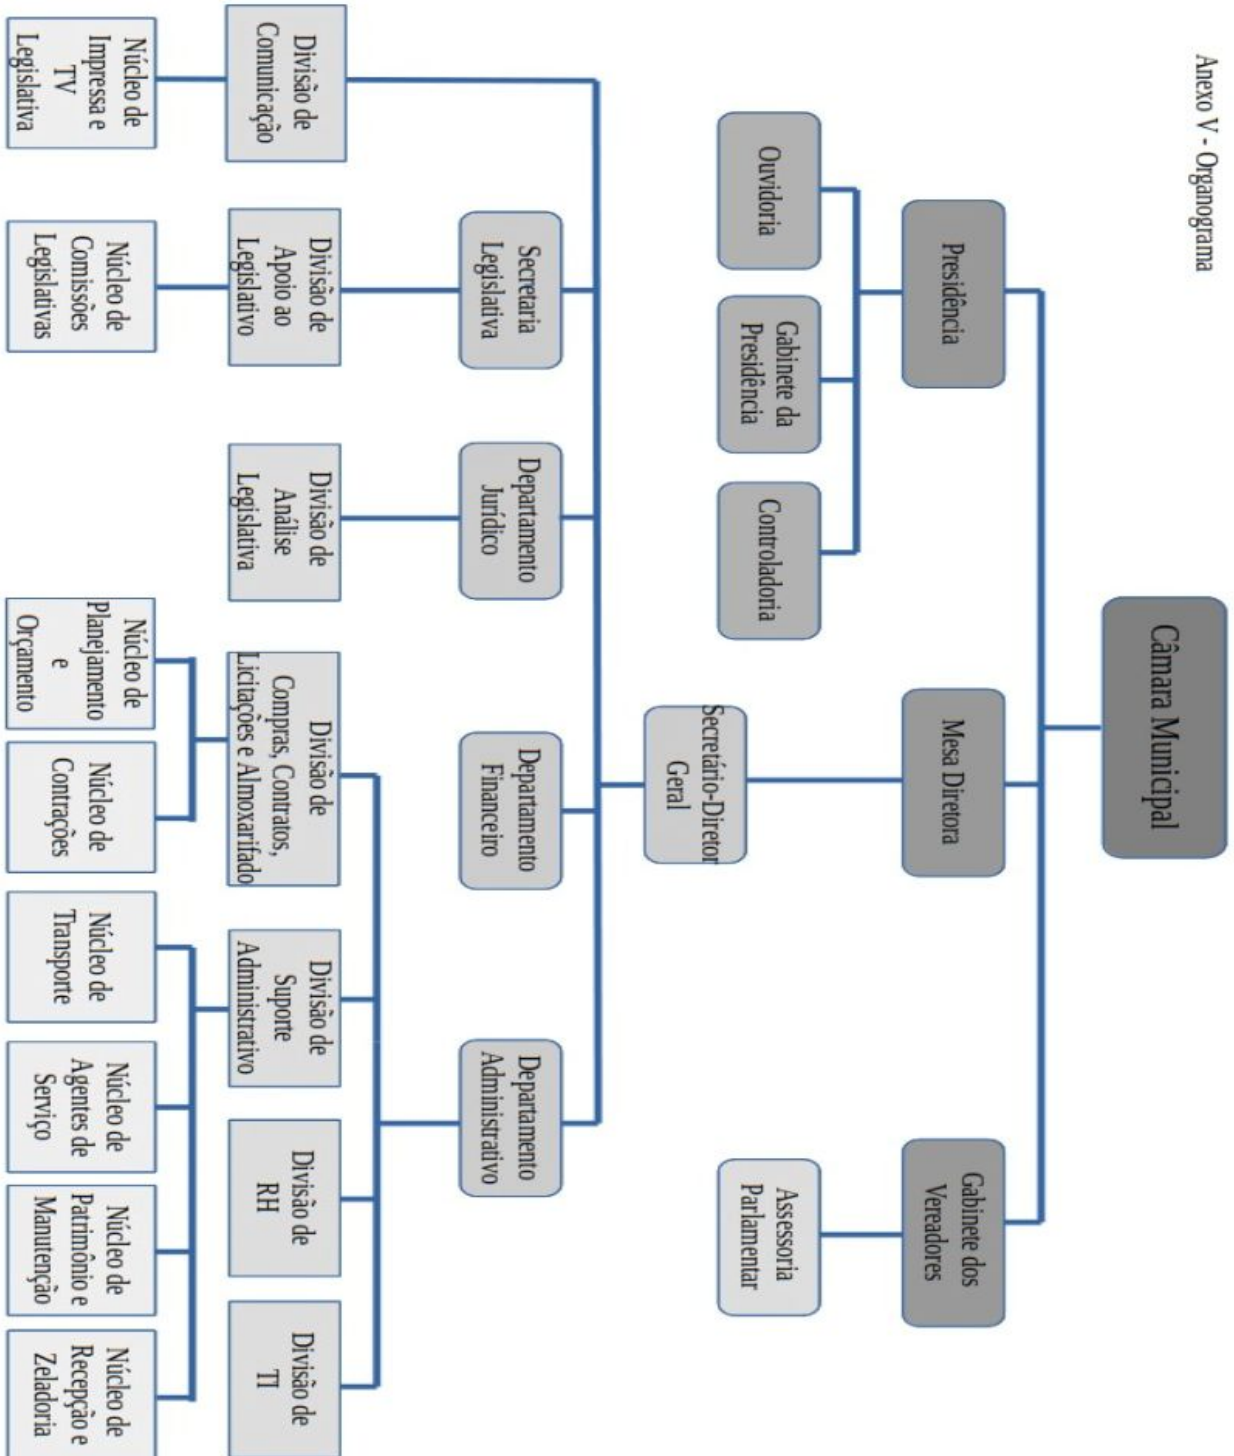 Anexo V - Organograma
Câmara Municipal
Presidência
Mesa Diretora
Gabinete dos
Vereadores
Ouvidoria
Gabinete da
Presidência
Controladoria
Assessoria
Parlamentar
Secretário-Diretor
Geral
Secretaria
Legislativa
Departamento
Jurídico
Departamento
Financeiro
Departamento
Administrativo
Divisão de
Comunicação
Divisão de
Apoio ao
Legislativo
Divisão de
Análise
Legislativa
Divisão de
Compras, Contratos,
Licitações e Almoxarifado
Divisão de
Suporte
Administrativo
Divisão de
RH
Divisão de
TI
Núcleo de
Impressa e
TV
Legislativa
Núcleo de
Comissões
Legislativas
Núcleo de
Planejamento
e
Orçamento
Núcleo de
Contrações
Núcleo de
Transporte
Núcleo de
Agentes de
Serviço
Núcleo de
Patrimônio e
Manutenção
Núcleo de
Recepção e
Zeladoria